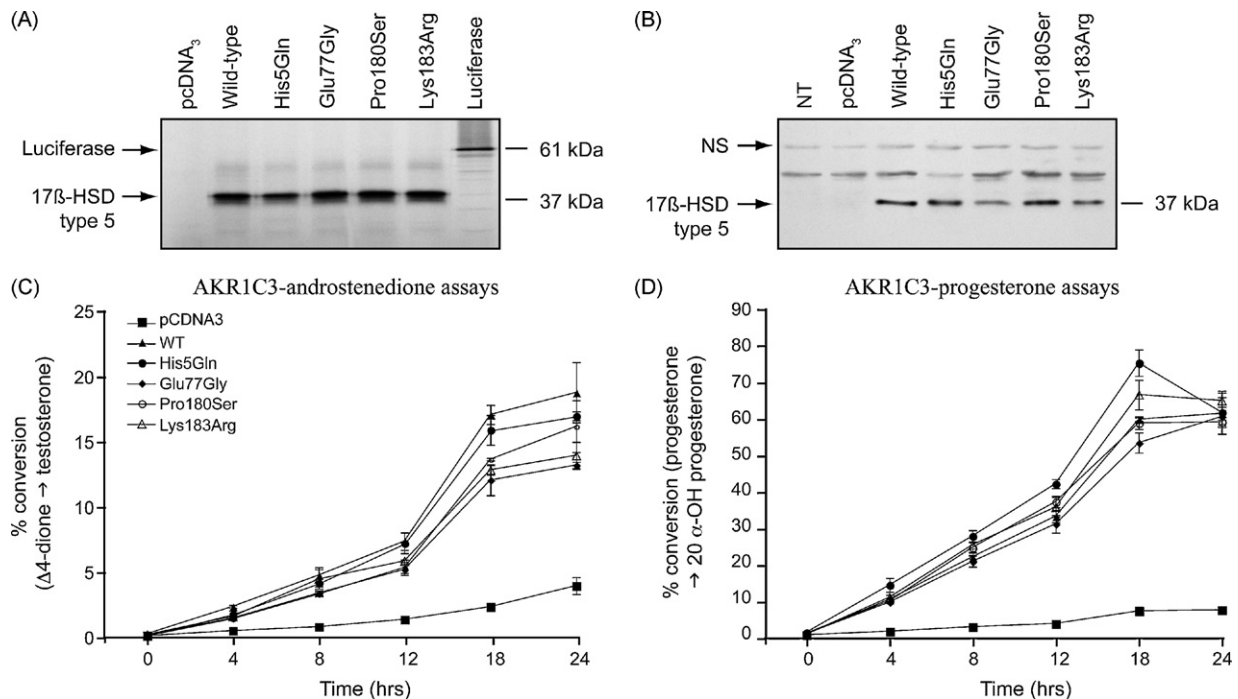 (A)
pcDNA3
Wild-type
His5Gln
Glu77Gly
Pro180Ser
Lys183Arg
Luciferase
Luciferase
61 kDa
17ß-HSD
type 5
37 kDa
(B)
NT
pcDNA3
Wild-type
His5Gln
Glu77Gly
Pro180Ser
Lys183Arg
NS
17ß-HSD
type 5
37 kDa
(C)
AKR1C3-androstenedione assays
25
20
15
10
5
0
% conversion
(Δ4-dione → testosterone)
pCDNA3
WT
His5Gln
Glu77Gly
Pro180Ser
Lys183Arg
0 4 8 12 18 24
Time (hrs)
(D)
AKR1C3-progesterone assays
90
80
70
60
50
40
30
20
10
0
% conversion (progesterone
→ 20 α-OH progesterone)
0 4 8 12 18 24
Time (hrs)